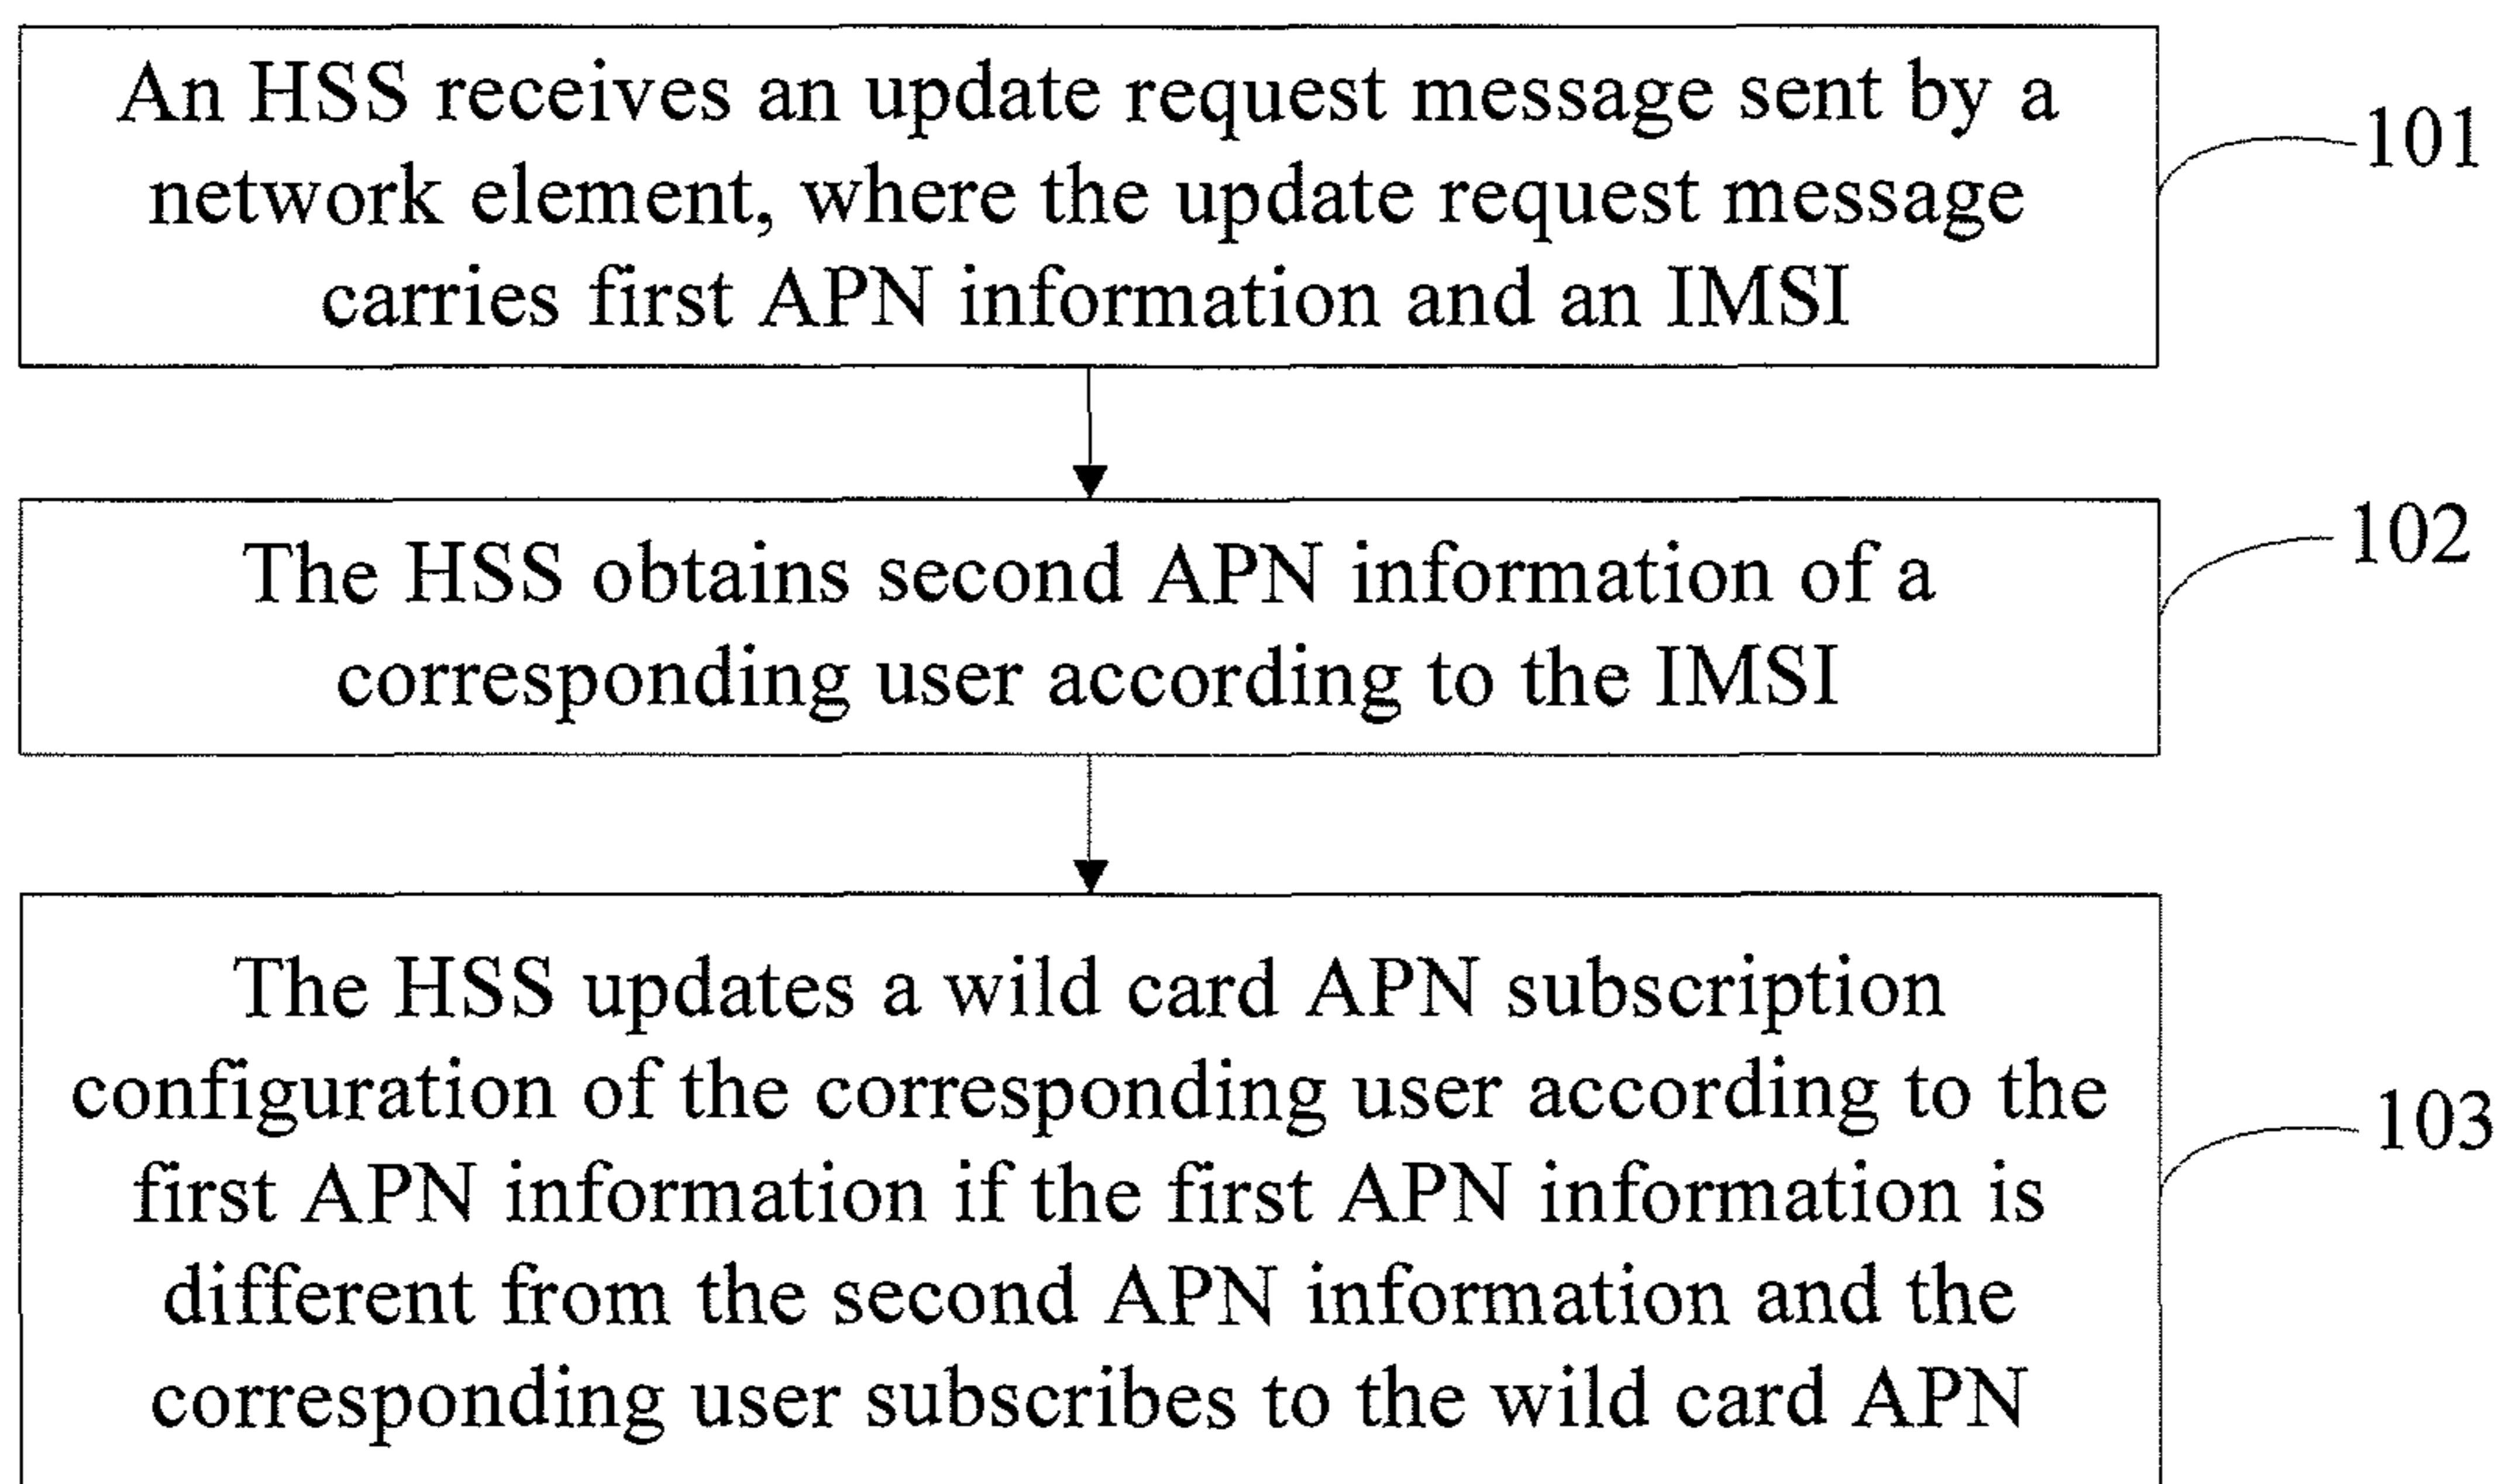 An HSS receives an update request message sent by a
network element, where the update request message
carries first APN information and an IMSI
101
The HSS obtains second APN information of a
corresponding user according to the IMSI
102
The HSS updates a wild card APN subscription
configuration of the corresponding user according to the
first APN information if the first APN information is
different from the second APN information and the
corresponding user subscribes to the wild card APN
103